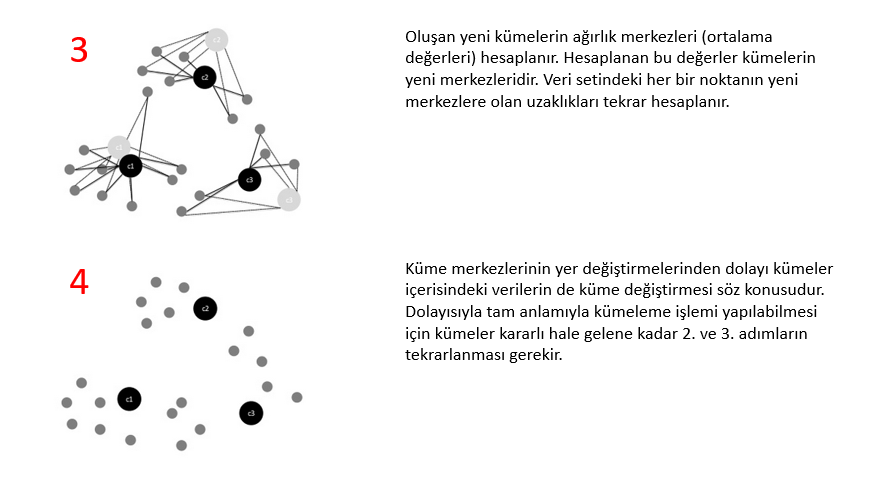 3
Oluşan yeni kümelerin ağırlık merkezleri (ortalama
değerleri) hesaplanır. Hesaplanan bu değerler kümelerin
yeni merkezleridir. Veri setindeki her bir noktanın yeni
merkezlere olan uzaklıkları tekrar hesaplanır.
c2
c2
c1
c1
c3
c3
4
Küme merkezlerinin yer değiştirmelerinden dolayı kümeler
içerisindeki verilerin de küme değiştirmesi söz konusudur.
Dolayısıyla tam anlamıyla kümeleme işlemi yapılabilmesi
için kümeler kararlı hale gelene kadar 2. ve 3. adımların
tekrarlanması gerekir.
c2
c1
c3